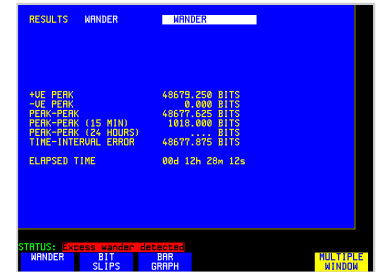 RESULTS WANDER WANDER
+VE PEAK 48679.250 BITS
-VE PEAK 0.000 BITS
PEAK-PEAK 48677.625 BITS
PEAK-PEAK (15 MIN) 1018.000 BITS
PEAK-PEAK (24 HOURS) .... BITS
TIME-INTERVAL ERROR 48677.875 BITS
ELAPSED TIME 00d 12h 28m 12s
STATUS: Excess wander detected
WANDER BIT SLIPS BAR GRAPH MULTIPLE WINDOW